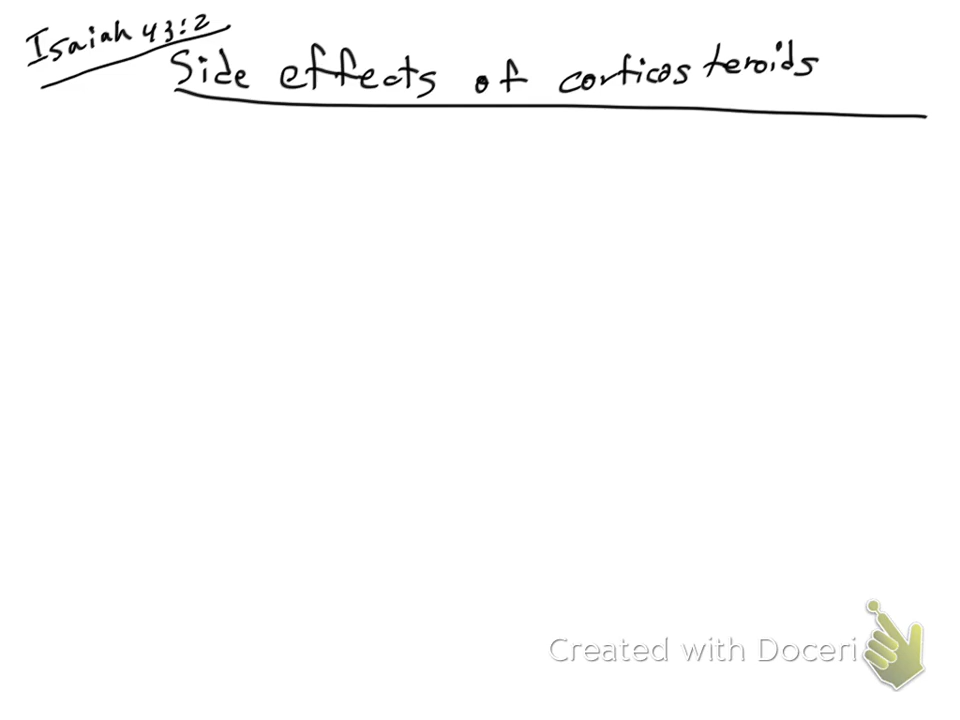 Isaiah 43:2
Side effects of corticosteroids
Created with Doceri